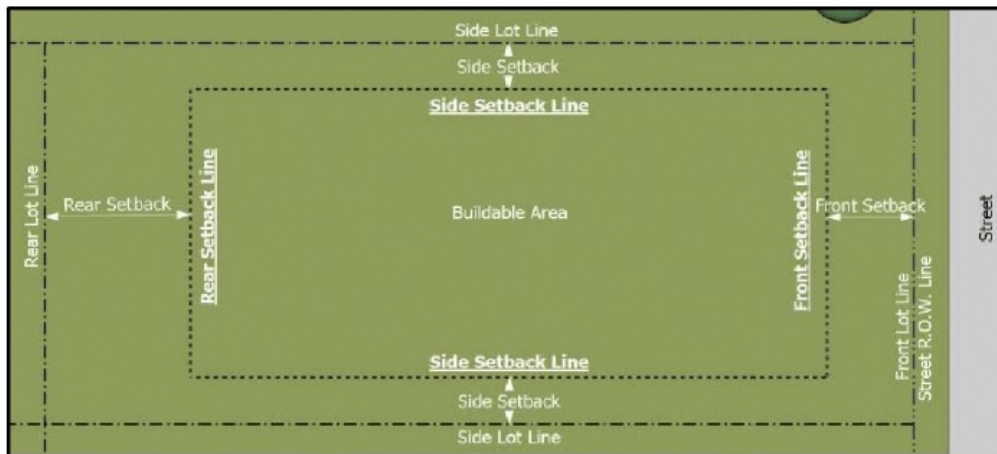 Side Lot Line
Side Setback
Side Setback Line
Rear Lot Line
Rear Setback
Rear Setback Line
Buildable Area
Front Setback Line
Front Setback
Front Lot Line
Street R.O.W. Line
Street
Side Setback Line
Side Setback
Side Lot Line